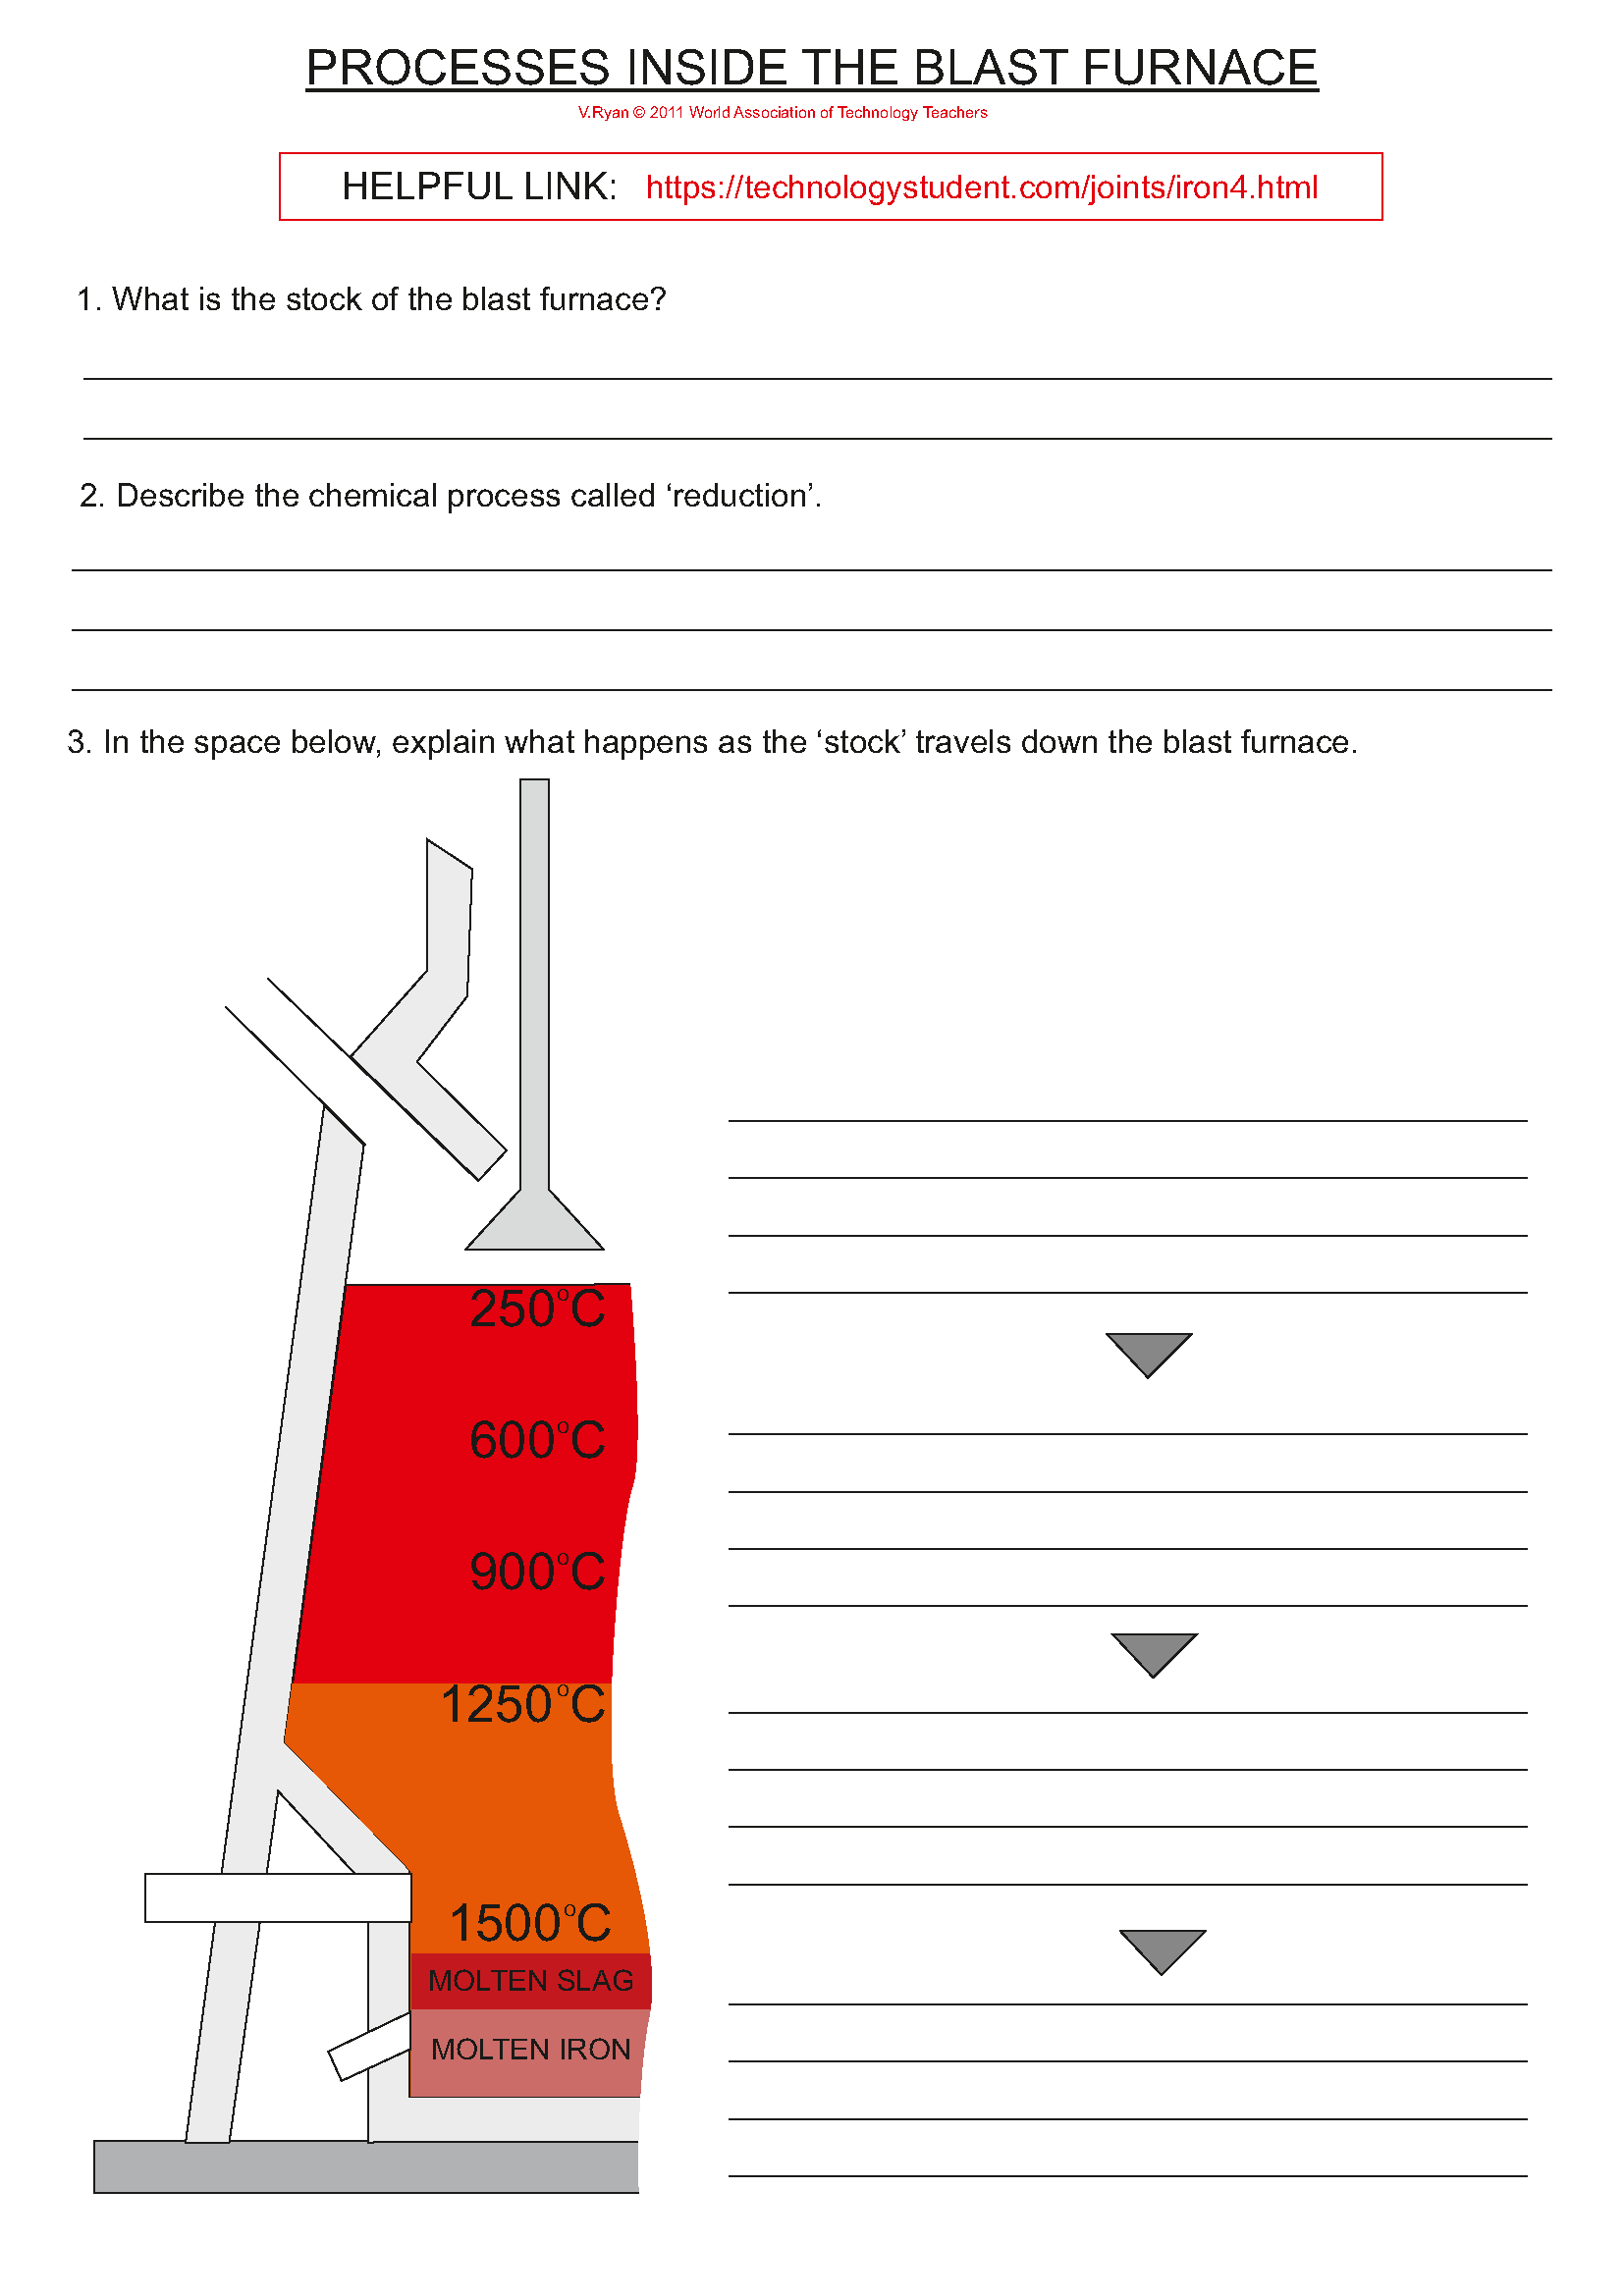 PROCESSES INSIDE THE BLAST FURNACE
V.Ryan © 2011 World Association of Technology Teachers
HELPFUL LINK: https://technologystudent.com/joints/iron4.html
1. What is the stock of the blast furnace?
2. Describe the chemical process called ‘reduction’.
3. In the space below, explain what happens as the ‘stock’ travels down the blast furnace.
250°C
600°C
900°C
1250°C
1500°C
MOLTEN SLAG
MOLTEN IRON